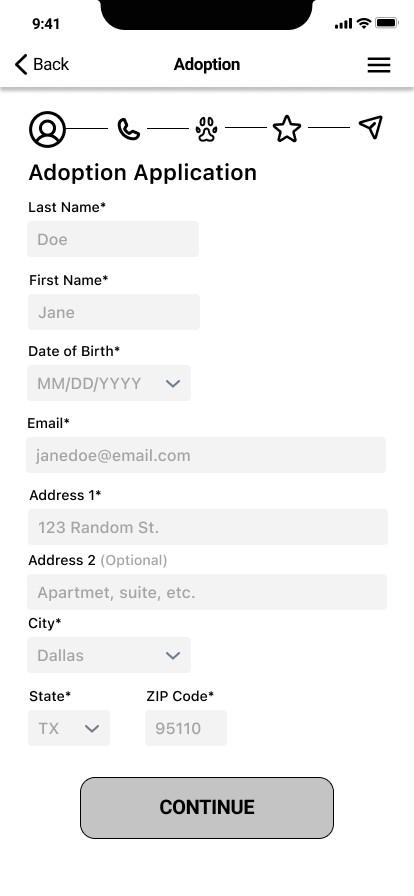 9:41
Back
Adoption
Adoption Application
Last Name*
Doe
First Name*
Jane
Date of Birth*
MM/DD/YYYY
Email*
janedoe@email.com
Address 1*
123 Random St.
Address 2 (Optional)
Apartmet, suite, etc.
City*
Dallas
State* ZIP Code*
TX 95110
CONTINUE